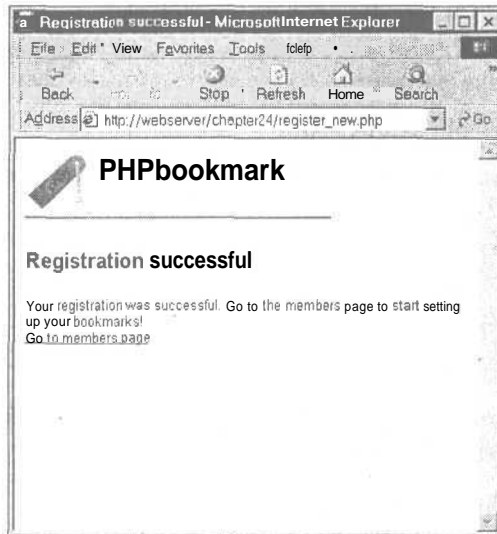 a Registration successful - Microsoft Internet Explorer
Eile Edit View Favorites Tools fclefp
Back Stop Refresh Home Search
Address http://webserver/chapter24/register_new.php Go
PHPbookmark
Registration successful
Your registration was successful. Go to the members page to start setting
up your bookmarks!
Go to members page